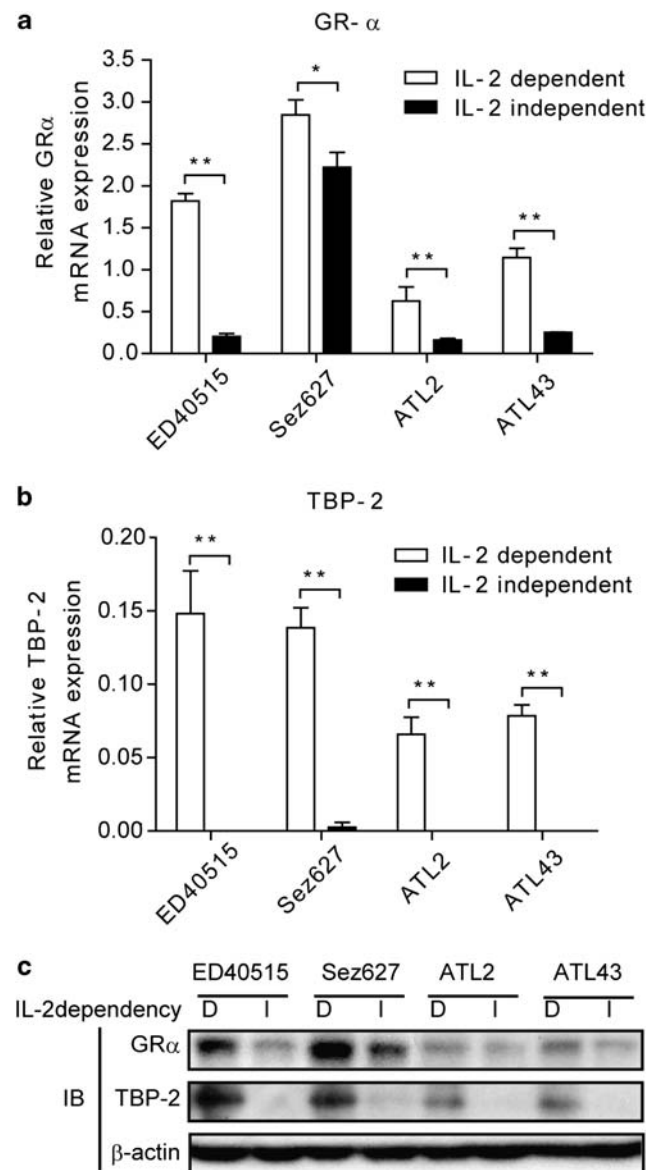 a
GR- α
Relative GRα
mRNA expression
3.5
3.0
2.5
2.0
1.5
1.0
0.5
0.0
IL-2 dependent
IL-2 independent
**
*
**
**
ED40515
Sez627
ATL2
ATL43
b
TBP-2
Relative TBP-2
mRNA expression
0.20
0.15
0.10
0.05
0.00
IL-2 dependent
IL-2 independent
**
**
**
**
ED40515
Sez627
ATL2
ATL43
c
ED40515 Sez627 ATL2 ATL43
IL-2dependency D I D I D I D I
GRα
IB TBP-2
β-actin